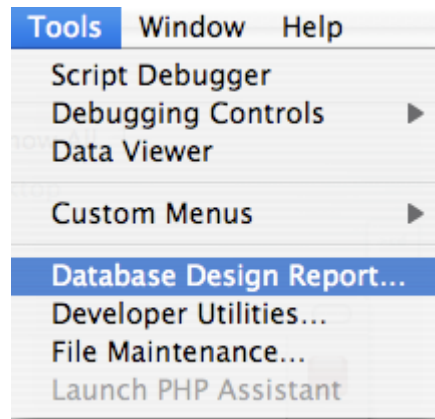 Tools Window Help
Script Debugger
Debugging Controls
Data Viewer
Custom Menus
Database Design Report...
Developer Utilities...
File Maintenance...
Launch PHP Assistant